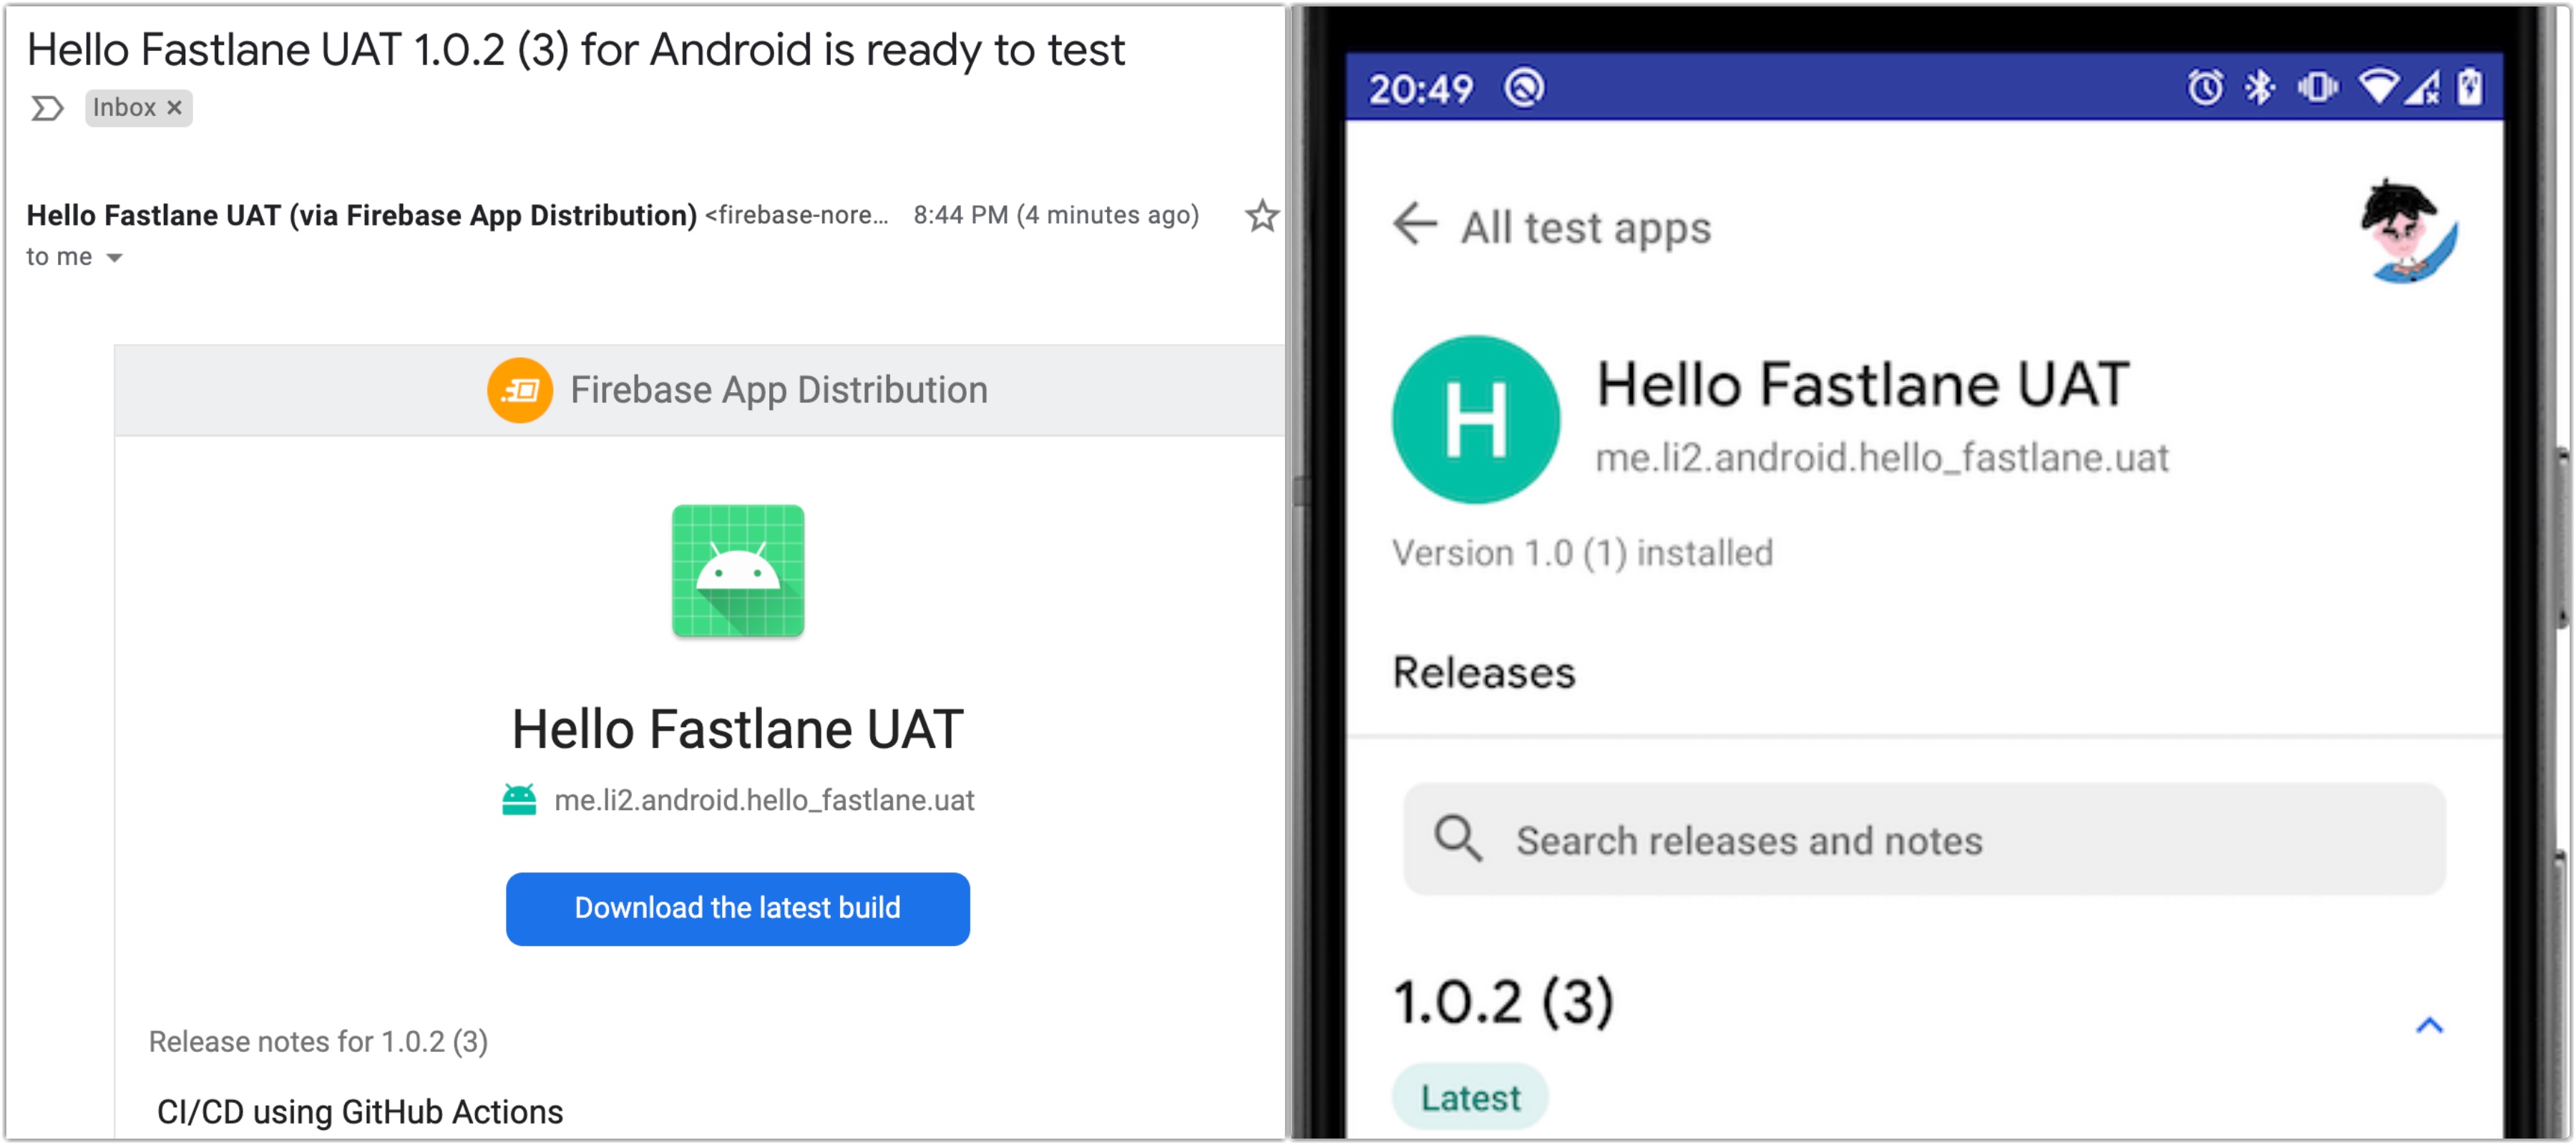 Hello Fastlane UAT 1.0.2 (3) for Android is ready to test
Inbox ×
Hello Fastlane UAT (via Firebase App Distribution) <firebase-nore... 8:44 PM (4 minutes ago)
to me
Firebase App Distribution
Hello Fastlane UAT
me.li2.android.hello_fastlane.uat
Download the latest build
Release notes for 1.0.2 (3)
CI/CD using GitHub Actions
20:49
All test apps
H
Hello Fastlane UAT
me.li2.android.hello_fastlane.uat
Version 1.0 (1) installed
Releases
Search releases and notes
1.0.2 (3)
Latest